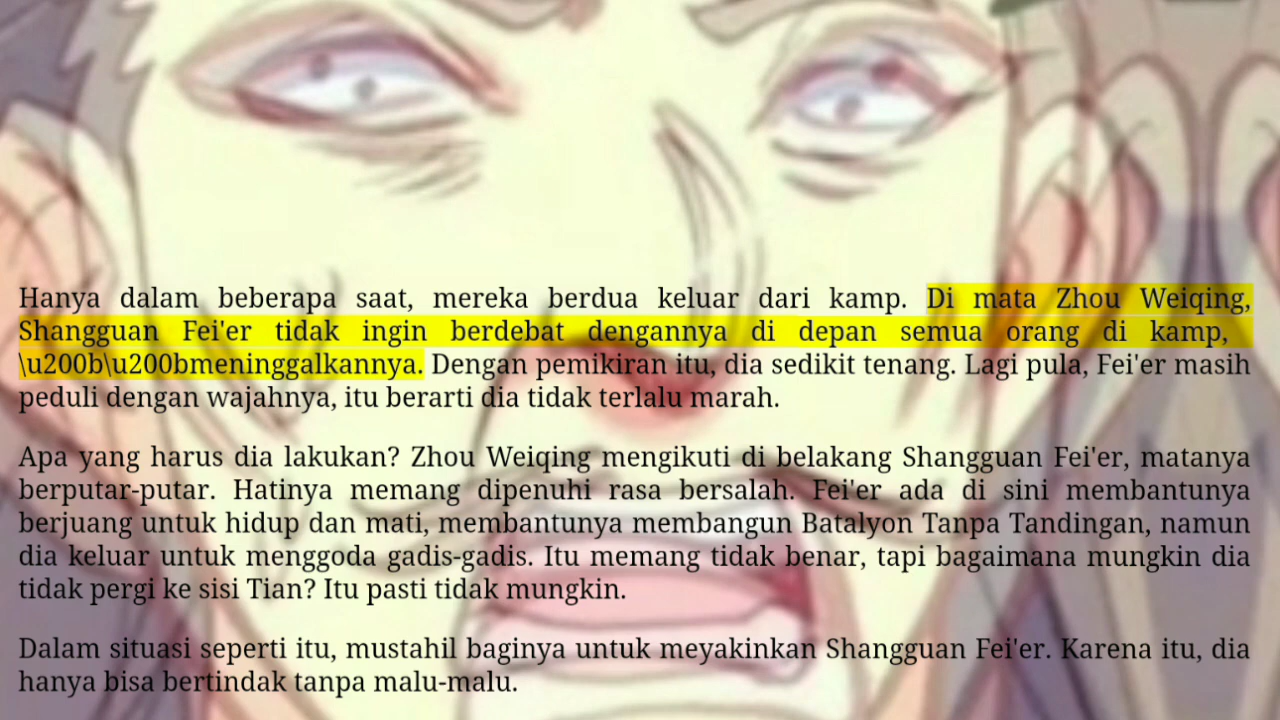 Hanya dalam beberapa saat, mereka berdua keluar dari kamp. Di mata Zhou Weiqing,
Shangguan Fei'er tidak ingin berdebat dengannya di depan semua orang di kamp,
\u200b\u200bmeninggalkannya. Dengan pemikiran itu, dia sedikit tenang. Lagi pula, Fei'er masih
peduli dengan wajahnya, itu berarti dia tidak terlalu marah.
Apa yang harus dia lakukan? Zhou Weiqing mengikuti di belakang Shangguan Fei'er, matanya
berputar-putar. Hatinya memang dipenuhi rasa bersalah. Fei'er ada di sini membantunya
berjuang untuk hidup dan mati, membantunya membangun Batalyon Tanpa Tandingan, namun
dia keluar untuk menggoda gadis-gadis. Itu memang tidak benar, tapi bagaimana mungkin dia
tidak pergi ke sisi Tian? Itu pasti tidak mungkin.
Dalam situasi seperti itu, mustahil baginya untuk meyakinkan Shangguan Fei'er. Karena itu, dia
hanya bisa bertindak tanpa malu-malu.